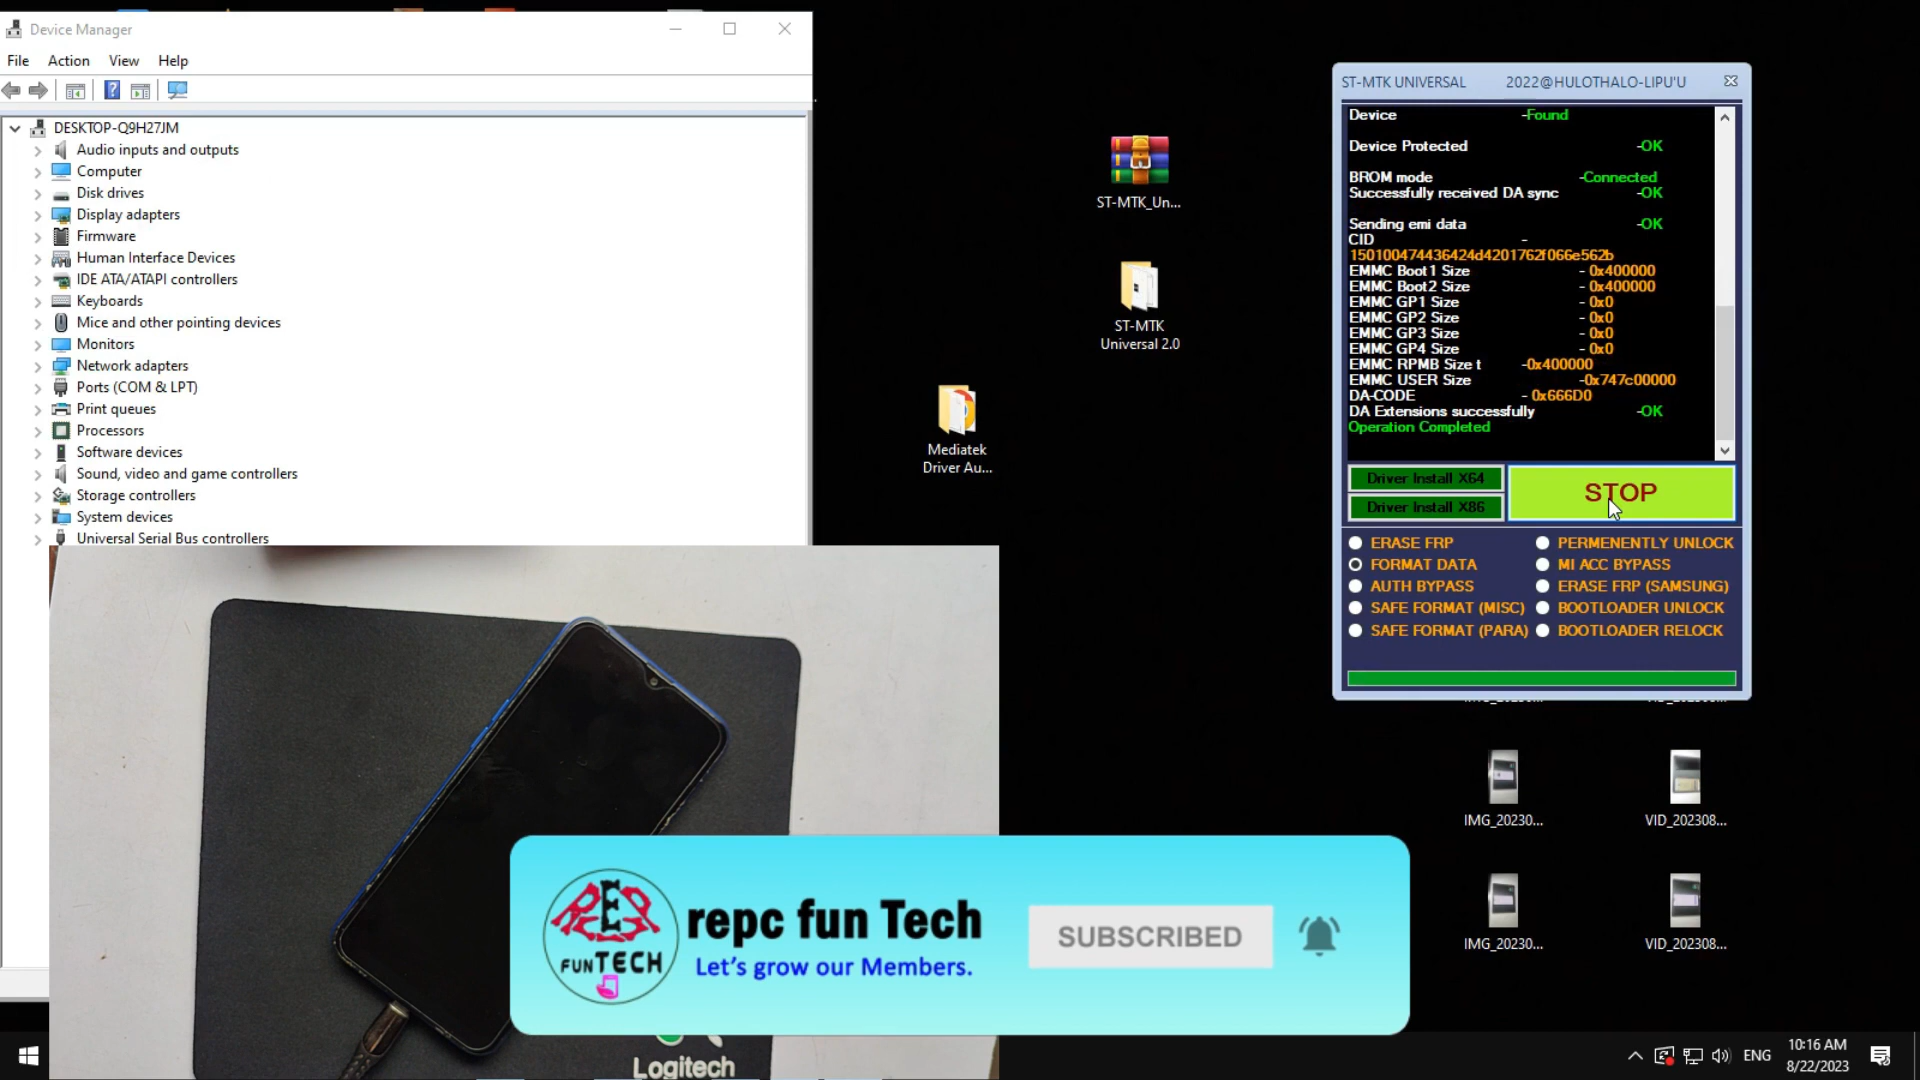 Device Manager
File Action View Help
DESKTOP-Q9H27JM
Audio inputs and outputs
Computer
Disk drives
Display adapters
Firmware
Human Interface Devices
IDE ATA/ATAPI controllers
Keyboards
Mice and other pointing devices
Monitors
Network adapters
Ports (COM & LPT)
Print queues
Processors
Software devices
Sound, video and game controllers
Storage controllers
System devices
Universal Serial Bus controllers
ST-MTK_Un...
ST-MTK
Universal 2.0
Mediatek
Driver Au...
ST-MTK UNIVERSAL 2022@HULOTHALO-LIPU'U
Device -Found
Device Protected -OK
BROM mode -Connected
Successfully received DA sync -OK
Sending emi data -OK
CID -
150100474436424d4201762f066e562b
EMMC Boot1 Size - 0x400000
EMMC Boot2 Size - 0x400000
EMMC GP1 Size - 0x0
EMMC GP2 Size - 0x0
EMMC GP3 Size - 0x0
EMMC GP4 Size - 0x0
EMMC RPMB Size t -0x400000
EMMC USER Size -0x747c00000
DA-CODE - 0x666D0
DA Extensions successfully -OK
Operation Completed
Driver Install X64
Driver Install X86
STOP
ERASE FRP PERMENENTLY UNLOCK
FORMAT DATA MI ACC BYPASS
AUTH BYPASS ERASE FRP (SAMSUNG)
SAFE FORMAT (MISC) BOOTLOADER UNLOCK
SAFE FORMAT (PARA) BOOTLOADER RELOCK
IMG_20230... VID_202308...
IMG_20230... VID_202308...
FUNTECH
repc fun Tech
Let's grow our Members.
SUBSCRIBED
Logitech
ENG
10:16 AM
8/22/2023